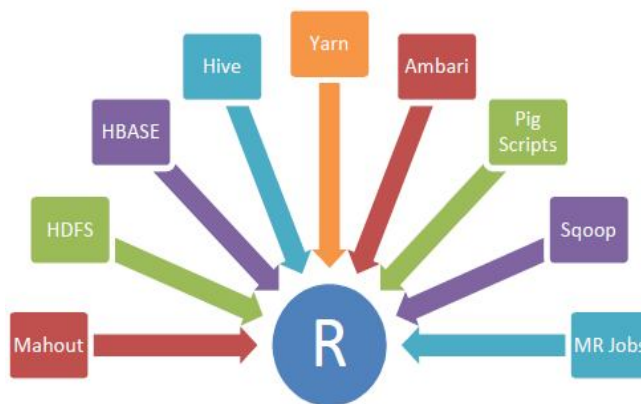 Yarn
Hive
Ambari
HBASE
Pig
Scripts
HDFS
Sqoop
Mahout
R
MR Jobs